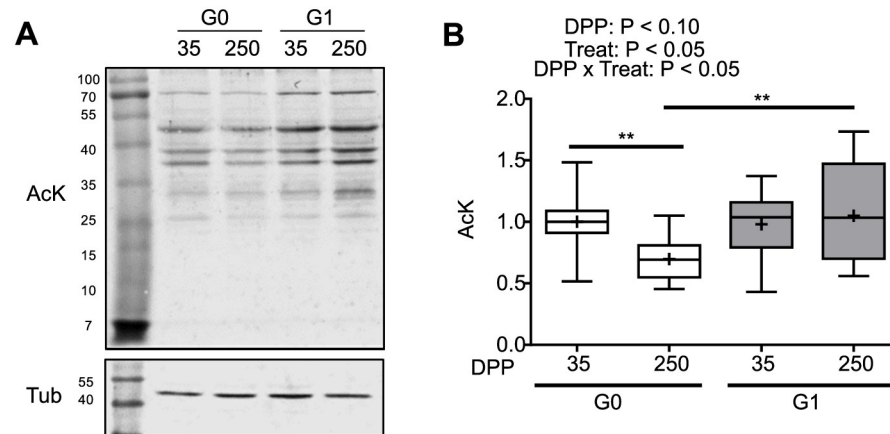 A
G0 G1
35 250 35 250
100
70
55
40
35
25
15
10
7
AcK
55
40
Tub
B
DPP: P < 0.10
Treat: P < 0.05
DPP x Treat: P < 0.05
**
**
2.0
1.5
1.0
0.5
0.0
AcK
DPP 35 250 35 250
G0 G1